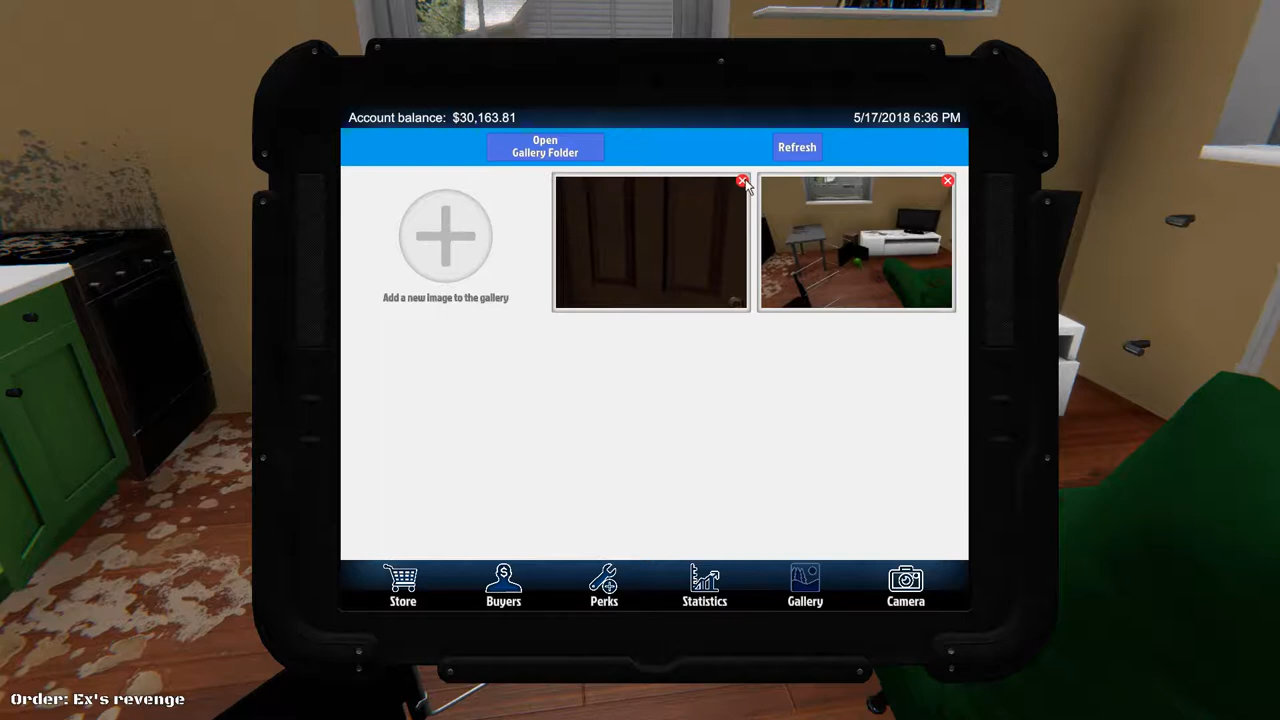 Account balance: $30,163.81
5/17/2018 6:36 PM
Open
Gallery Folder
Refresh
Add a new image to the gallery
Store
Buyers
Perks
Statistics
Gallery
Camera
Order: Ex's revenge